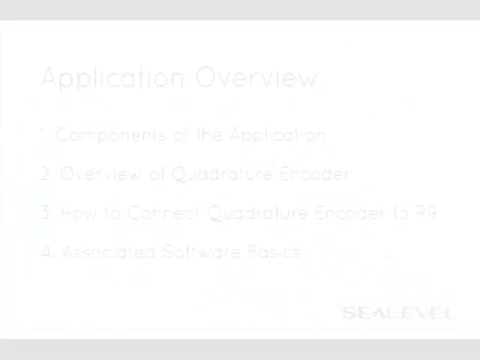 Application Overview
1. Components of the Application
2. Overview of Quadrature Encoder
3. How to Connect Quadrature Encoder to R9
4. Associated Software Basics
SEALEVEL